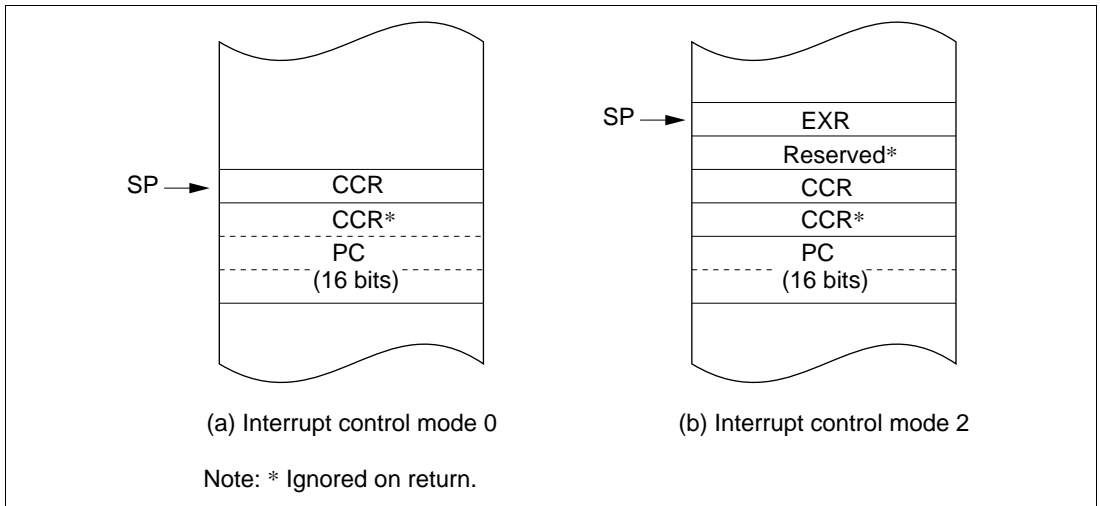 SP
CCR
CCR*
PC
(16 bits)
(a) Interrupt control mode 0
SP
EXR
Reserved*
CCR
CCR*
PC
(16 bits)
(b) Interrupt control mode 2
Note: * Ignored on return.